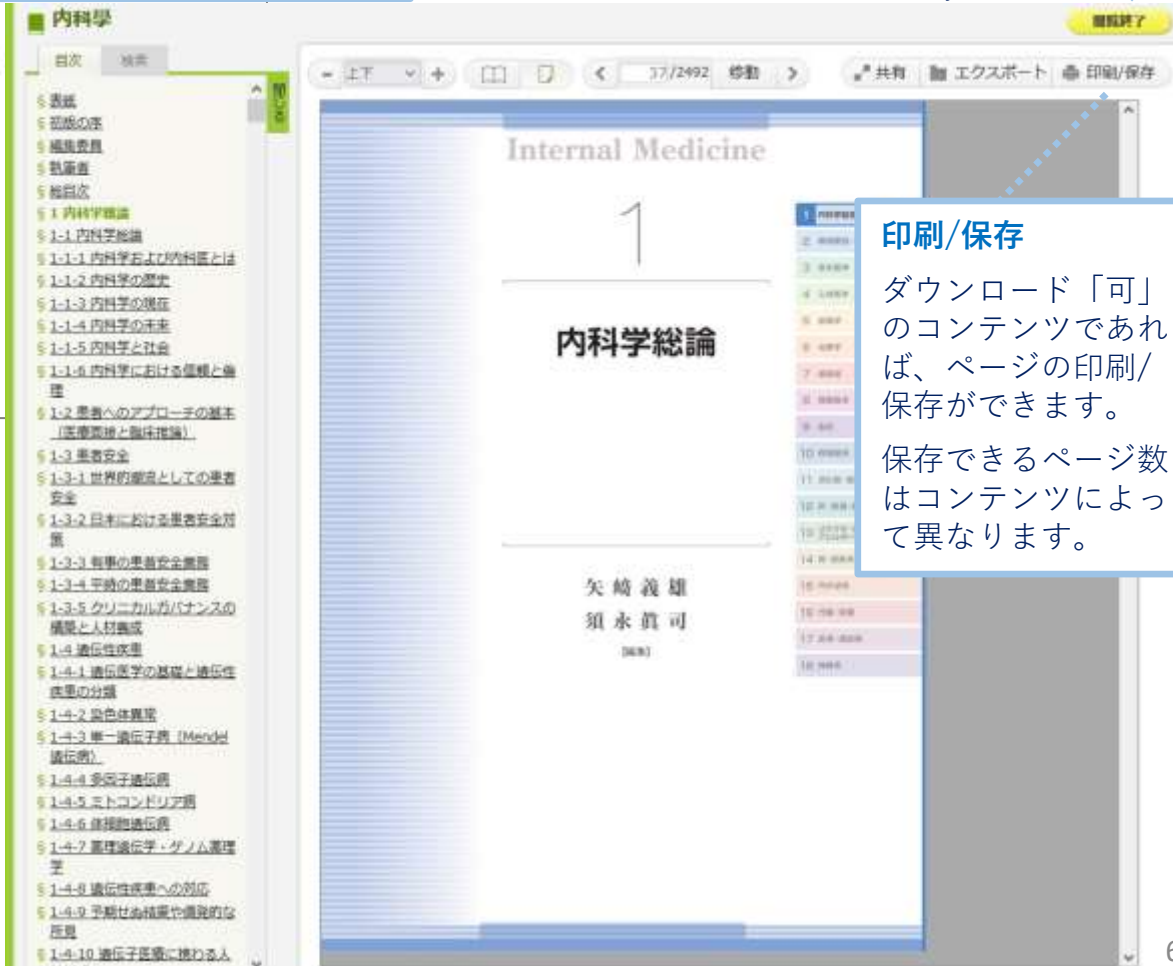 内科學
閲覧終了
目次 検索
- 上下 + < 37/2492 移動 > 共有 エクスポート 印刷/保存
§ 表紙
§ 初版の序
§ 編集委員
§ 執筆者
§ 総目次
§ 1 内科学総論
§ 1-1 内科学総論
§ 1-1-1 内科学および内科医とは
§ 1-1-2 内科学の歴史
§ 1-1-3 内科学の現在
§ 1-1-4 内科学の未来
§ 1-1-5 内科学と社会
§ 1-1-6 内科学における信頼と倫
理
§ 1-2 患者へのアプローチの基本
（医療面接と臨床推論）
§ 1-3 患者安全
§ 1-3-1 世界的潮流としての患者
安全
§ 1-3-2 日本における患者安全対
策
§ 1-3-3 有事の患者安全業務
§ 1-3-4 平時の患者安全業務
§ 1-3-5 クリニカルガバナンスの
構築と人材養成
§ 1-4 遺伝性疾患
§ 1-4-1 遺伝医学の基礎と遺伝性
疾患の分類
§ 1-4-2 染色体異常
§ 1-4-3 単一遺伝子病（Mendel
遺伝病）
§ 1-4-4 多因子遺伝病
§ 1-4-5 ミトコンドリア病
§ 1-4-6 体細胞遺伝病
§ 1-4-7 薬理遺伝学・ゲノム薬理
学
§ 1-4-8 遺伝性疾患への対応
§ 1-4-9 予期せぬ結果や偶発的な
所見
§ 1-4-10 遺伝子医療に携わる人
Internal Medicine
1
内科学総論
矢﨑義雄
須永眞司
[編集]
印刷/保存
ダウンロード「可」
のコンテンツであれ
ば、ページの印刷/
保存ができます。
保存できるページ数
はコンテンツによっ
て異なります。